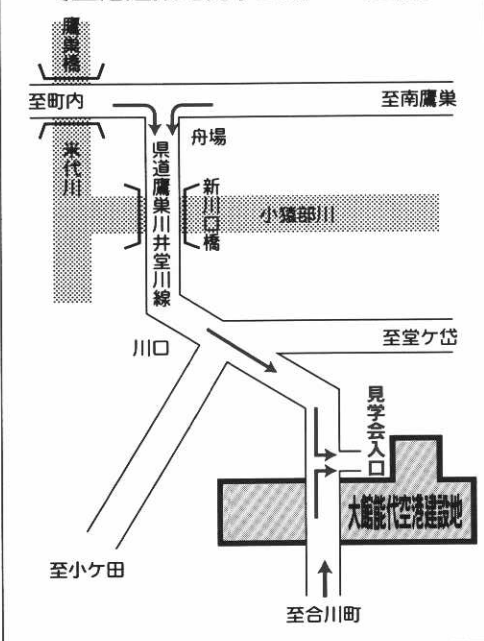 鷹巣橋
至町内
至南鷹巣
舟場
米代川
県道鷹巣川井堂川線
新川口橋
小猿部川
川口
至堂ケ岱
見学会入口
大館能代空港建設地
至小ケ田
至合川町